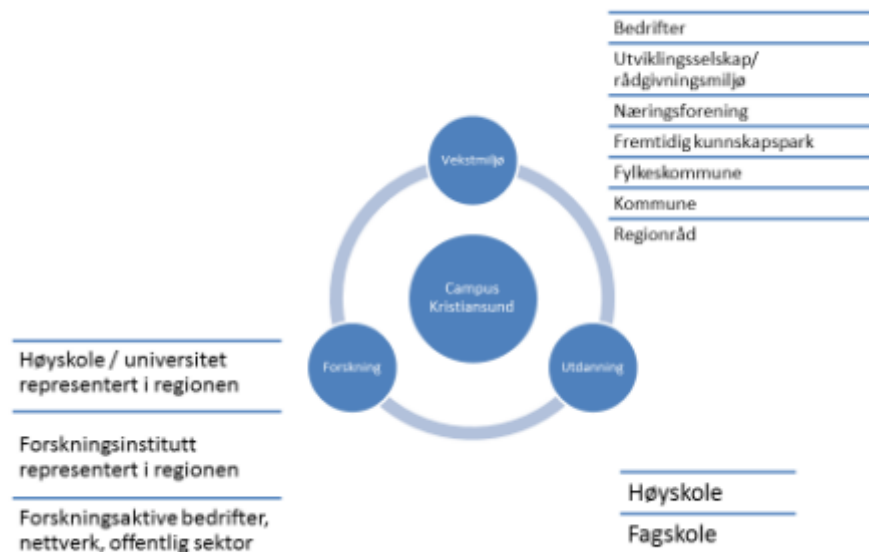 Bedrifter
Utviklingsselskap/
rådgivningsmiljø
Næringsforening
Fremtidig kunnskapspark
Fylkeskommune
Kommune
Regionråd
Vekstmiljø
Campus
Kristiansund
Forskning
Utdanning
Høyskole / universitet
representert i regionen
Forskningsinstitutt
representert i regionen
Forskningsaktive bedrifter,
nettverk, offentlig sektor
Høyskole
Fagskole